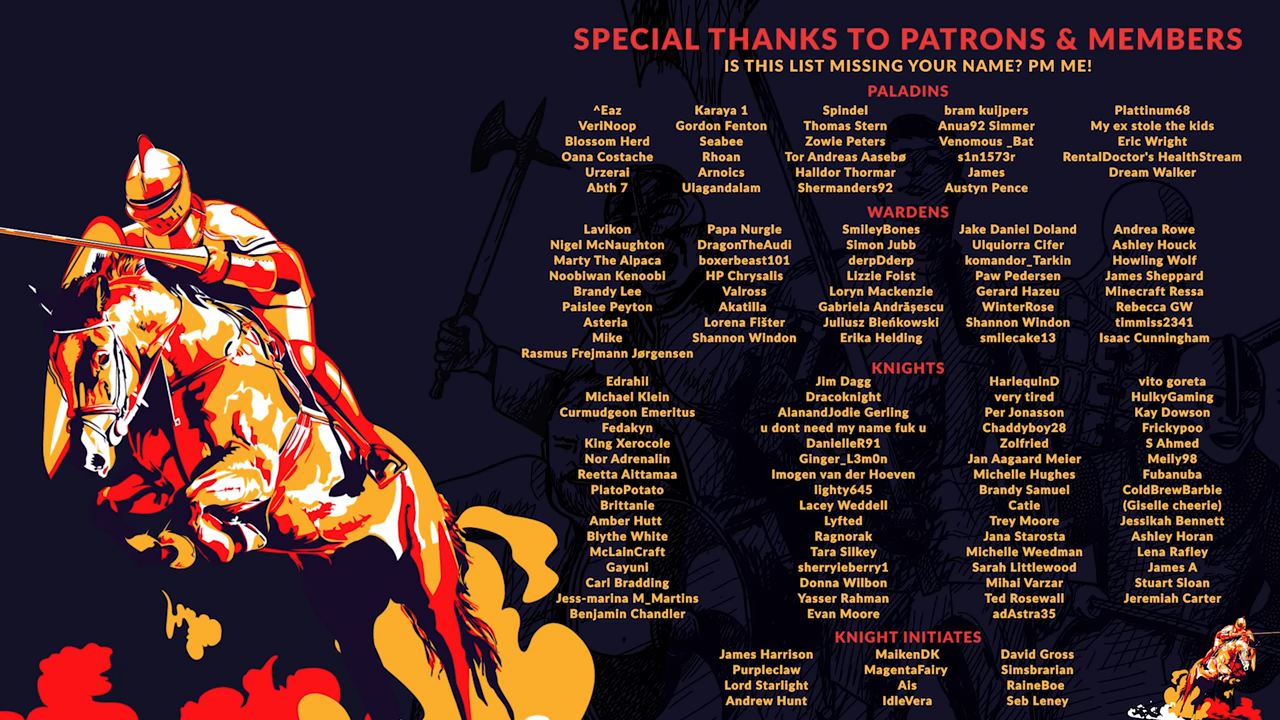 SPECIAL THANKS TO PATRONS & MEMBERS
IS THIS LIST MISSING YOUR NAME? PM ME!
PALADINS
^Eaz
VerlNoop
Blossom Herd
Oana Costache
Urzerai
Abth 7
Karaya 1
Gordon Fenton
Seabee
Rhoan
Arnoics
Ulagandalam
Spindel
Thomas Stern
Zowie Peters
Tor Andreas Aasebø
Halldor Thormar
Shermanders92
bram kuijpers
Anua92 Simmer
Venomous _Bat
s1n1573r
James
Austyn Pence
Plattinum68
My ex stole the kids
Eric Wright
RentalDoctor's HealthStream
Dream Walker
WARDENS
Lavikon
Nigel McNaughton
Marty The Alpaca
Noobiwan Kenoobi
Brandy Lee
Paislee Peyton
Asteria
Mike
Rasmus Frejmann Jørgensen
Papa Nurgle
DragonTheAudi
boxerbeast101
HP Chrysalis
Valross
Akatilla
Lorena Fišter
Shannon Windon
SmileyBones
Simon Jubb
derpDderp
Lizzie Foist
Loryn Mackenzie
Gabriela Andrășescu
Juliusz Bieńkowski
Erika Helding
Jake Daniel Doland
Ulquiorra Cifer
komandor_Tarkin
Paw Pedersen
Gerard Hazeu
WinterRose
Shannon Windon
smilecake13
Andrea Rowe
Ashley Houck
Howling Wolf
James Sheppard
Minecraft Ressa
Rebecca GW
timmiss2341
Isaac Cunningham
KNIGHTS
Edrahil
Michael Klein
Curmudgeon Emeritus
Fedakyn
King Xerocole
Nor Adrenalin
Reetta Aittamaa
PlatoPotato
Brittanie
Amber Hutt
Blythe White
McLainCraft
Gayuni
Carl Bradding
Jess-marina M_Martins
Benjamin Chandler
Jim Dagg
Dracoknight
AlanandJodie Gerling
u dont need my name fuk u
DanielleR91
Ginger_L3m0n
Imogen van der Hoeven
lighty645
Lacey Weddell
Lyfted
Ragnorak
Tara Silkey
sherryleberry1
Donna Wilbon
Yasser Rahman
Evan Moore
HarlequinD
very tired
Per Jonasson
Chaddyboy28
Zolfried
Jan Aagaard Meier
Michelle Hughes
Brandy Samuel
Catie
Trey Moore
Jana Starosta
Michelle Weedman
Sarah Littlewood
Mihai Varzar
Ted Rosewall
adAstra35
vito goreta
HulkyGaming
Kay Dowson
Frickypoo
S Ahmed
Meily98
Fubanuba
ColdBrewBarbie
(Giselle cheerie)
Jessikah Bennett
Ashley Horan
Lena Rafley
James A
Stuart Sloan
Jeremiah Carter
KNIGHT INITIATES
James Harrison
Purpleclaw
Lord Starlight
Andrew Hunt
MaikenDK
MagentaFairy
Ais
IdleVera
David Gross
Simsbrarian
RaineBoe
Seb Leney